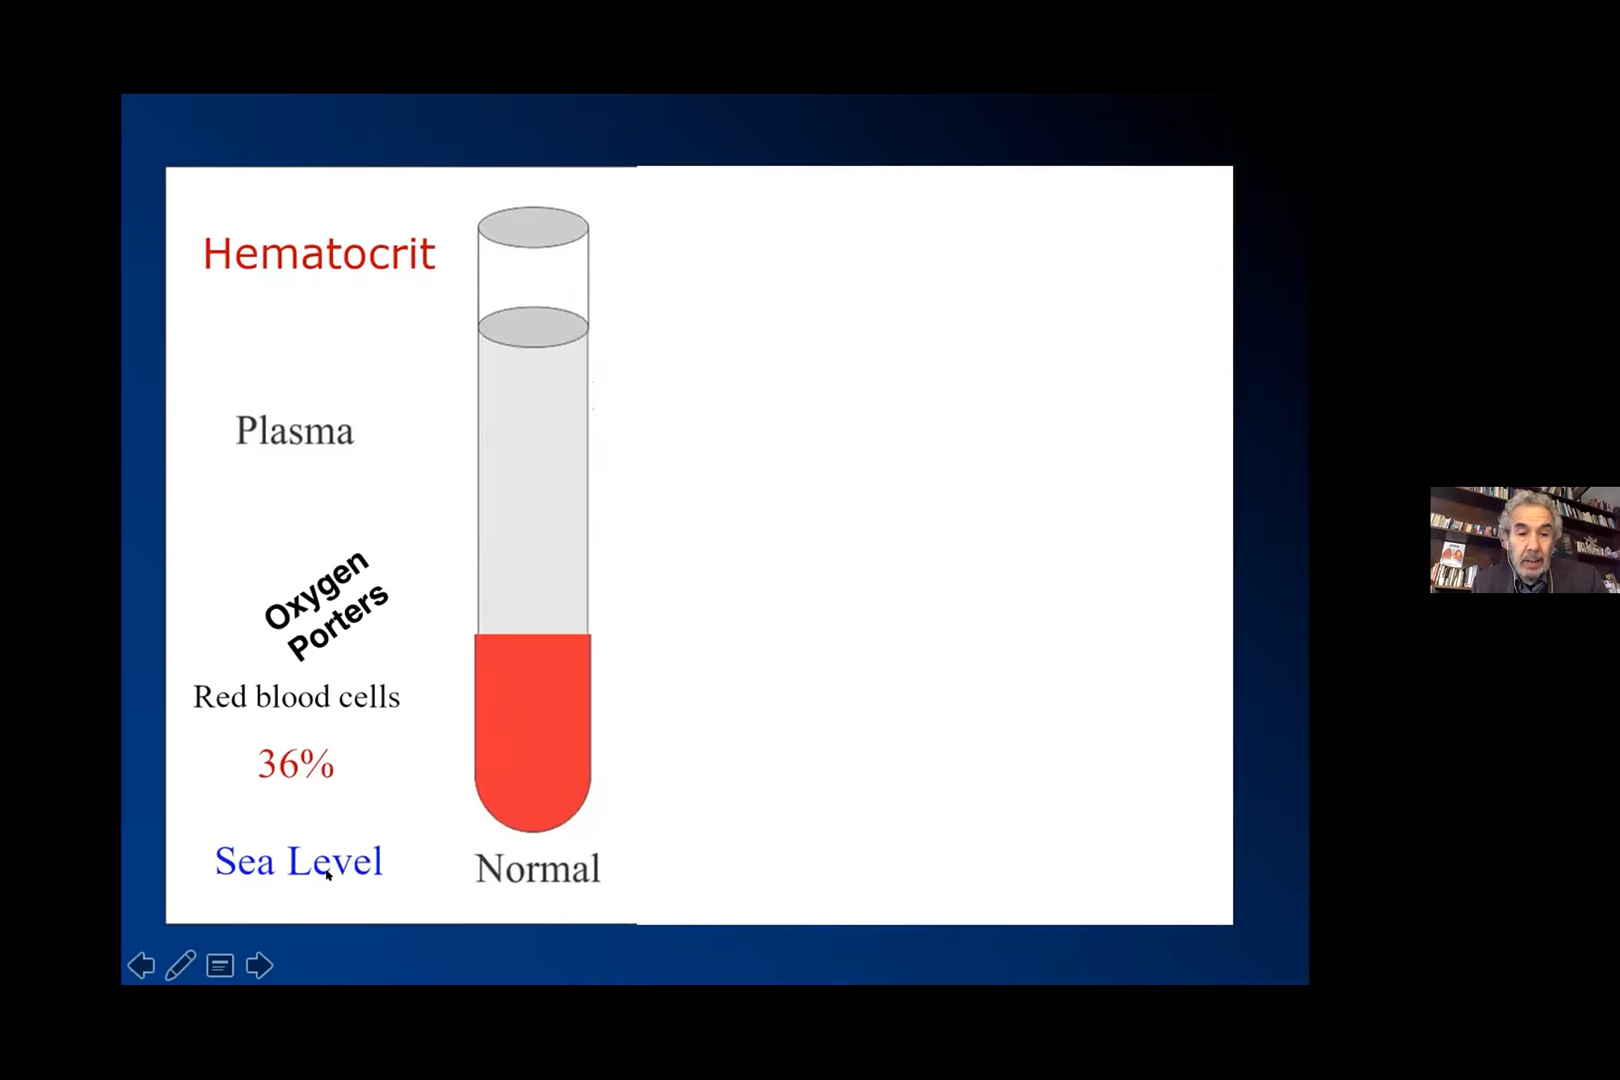 Hematocrit
Plasma
Oxygen
Porters
Red blood cells
36%
Sea Level
Normal